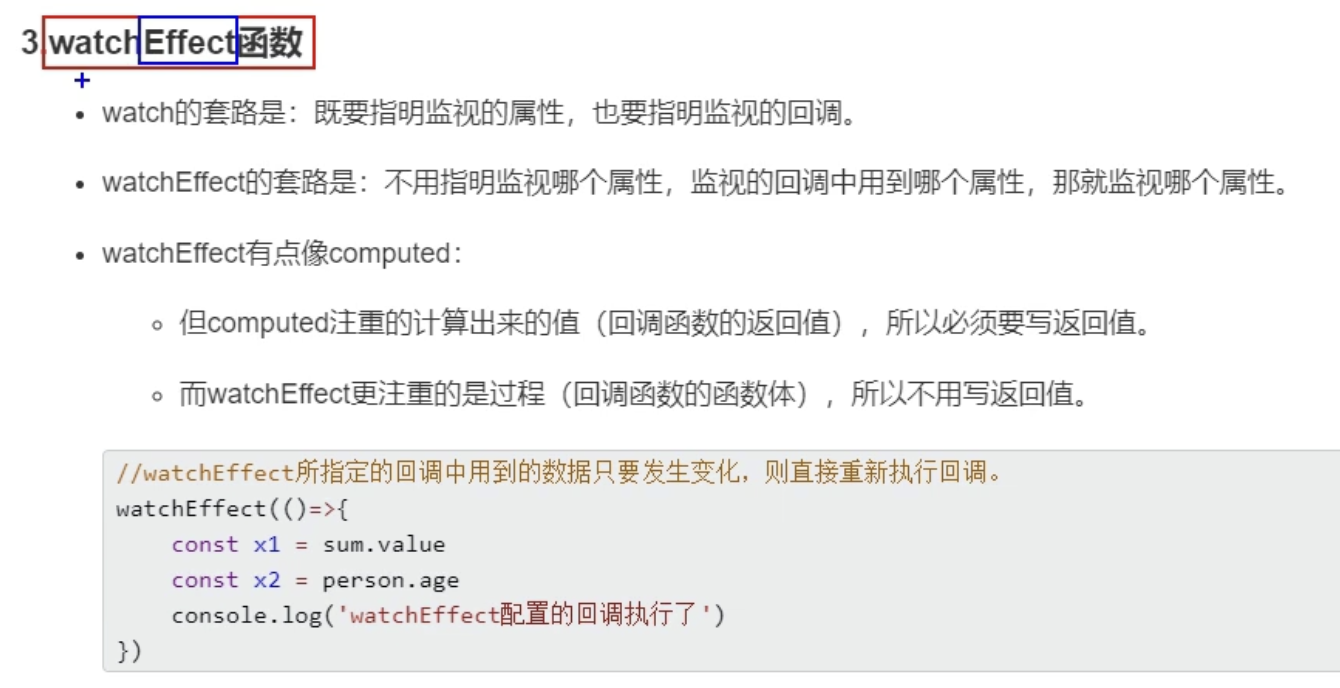 3.watchEffect函数
watch的套路是：既要指明监视的属性，也要指明监视的回调。
watchEffect的套路是：不用指明监视哪个属性，监视的回调中用到哪个属性，那就监视哪个属性。
watchEffect有点像computed：
但computed注重的计算出来的值（回调函数的返回值），所以必须要写返回值。
而watchEffect更注重的是过程（回调函数的函数体），所以不用写返回值。
//watchEffect所指定的回调中用到的数据只要发生变化，则直接重新执行回调。
watchEffect(()=>{
    const x1 = sum.value
    const x2 = person.age
    console.log('watchEffect配置的回调执行了')
})